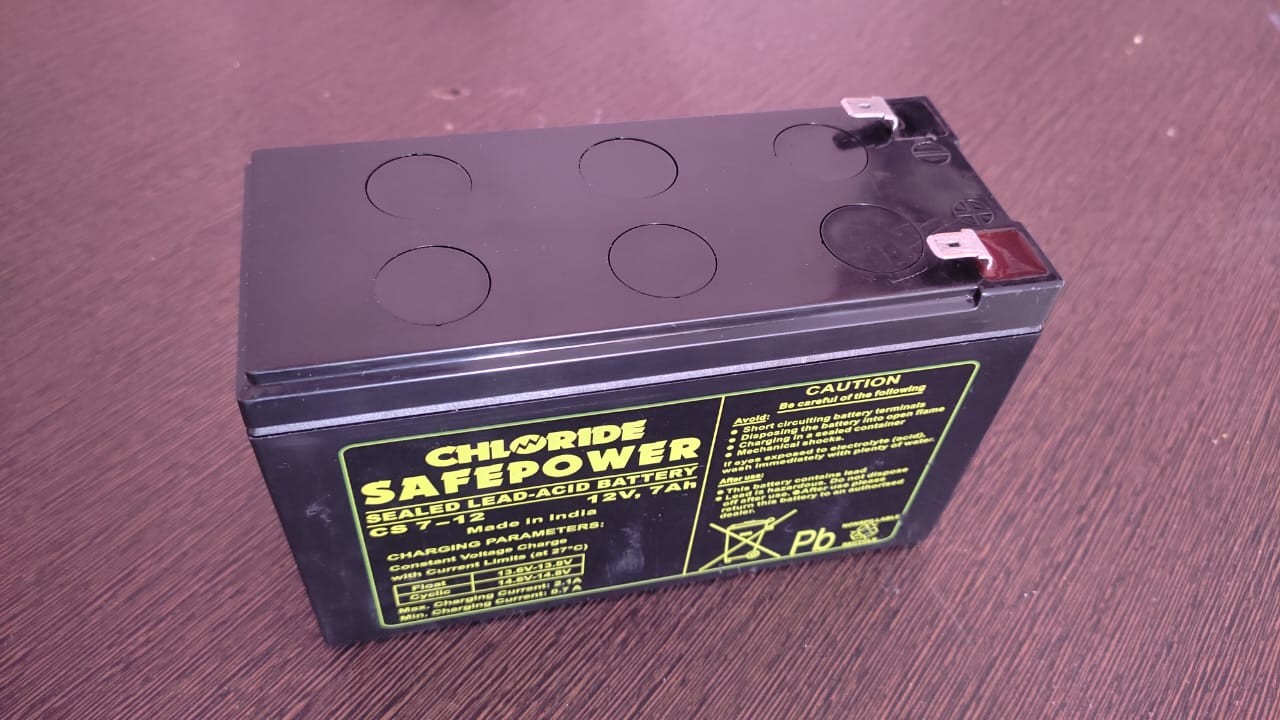 CHLORIDE
SAFEPOWER
SEALED LEAD-ACID BATTERY
CS 7-12 12V, 7Ah
Made in India
CHARGING PARAMETERS:
Constant Voltage Charge
with Current Limits (at 27°C)
Float 13.6V-13.8V
Cyclic 14.6V-14.8V
Max. Charging Current: 2.1A
Min. Charging Current: 0.7 A
CAUTION
Be careful of the following
Avoid:
● Short circuiting battery terminals
● Disposing the battery into open flame
● Charging in a sealed container
● Mechanical shocks.
If eyes exposed to electrolyte (acid),
wash immediately with plenty of water.
After use:
● This battery contains lead
● Lead is hazardous. Do not dispose
off after use. ●After use please
return this battery to an authorised
dealer.
Pb
NONSPILLABLE